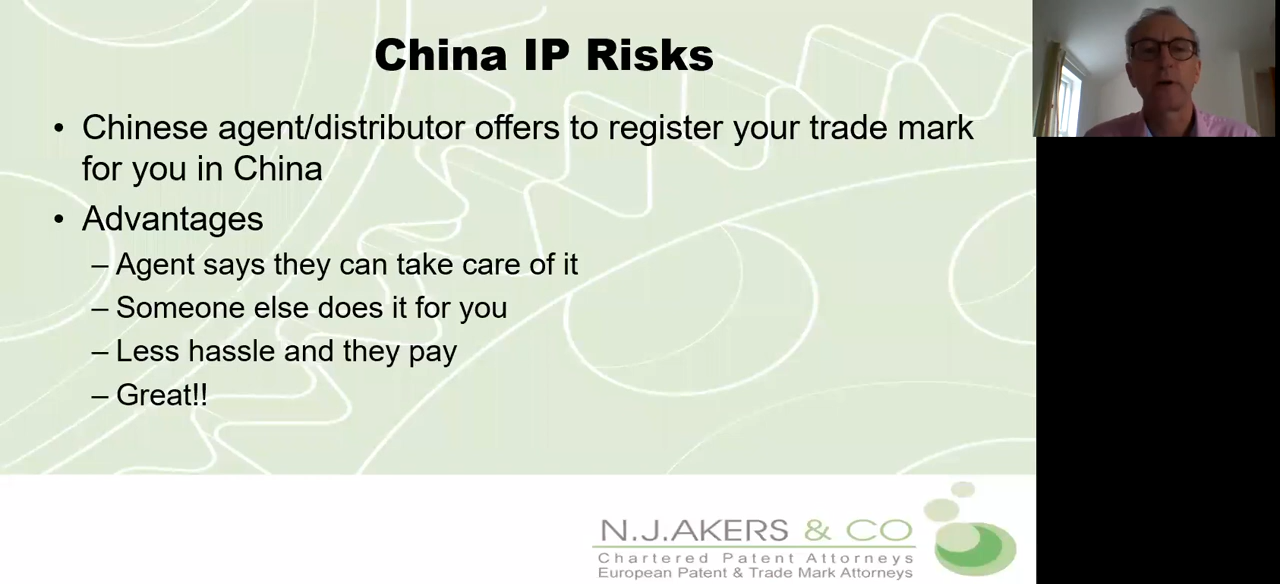 China IP Risks
• Chinese agent/distributor offers to register your trade mark
for you in China
• Advantages
– Agent says they can take care of it
– Someone else does it for you
– Less hassle and they pay
– Great!!
N.J.AKERS & CO
Chartered Patent Attorneys
European Patent & Trade Mark Attorneys